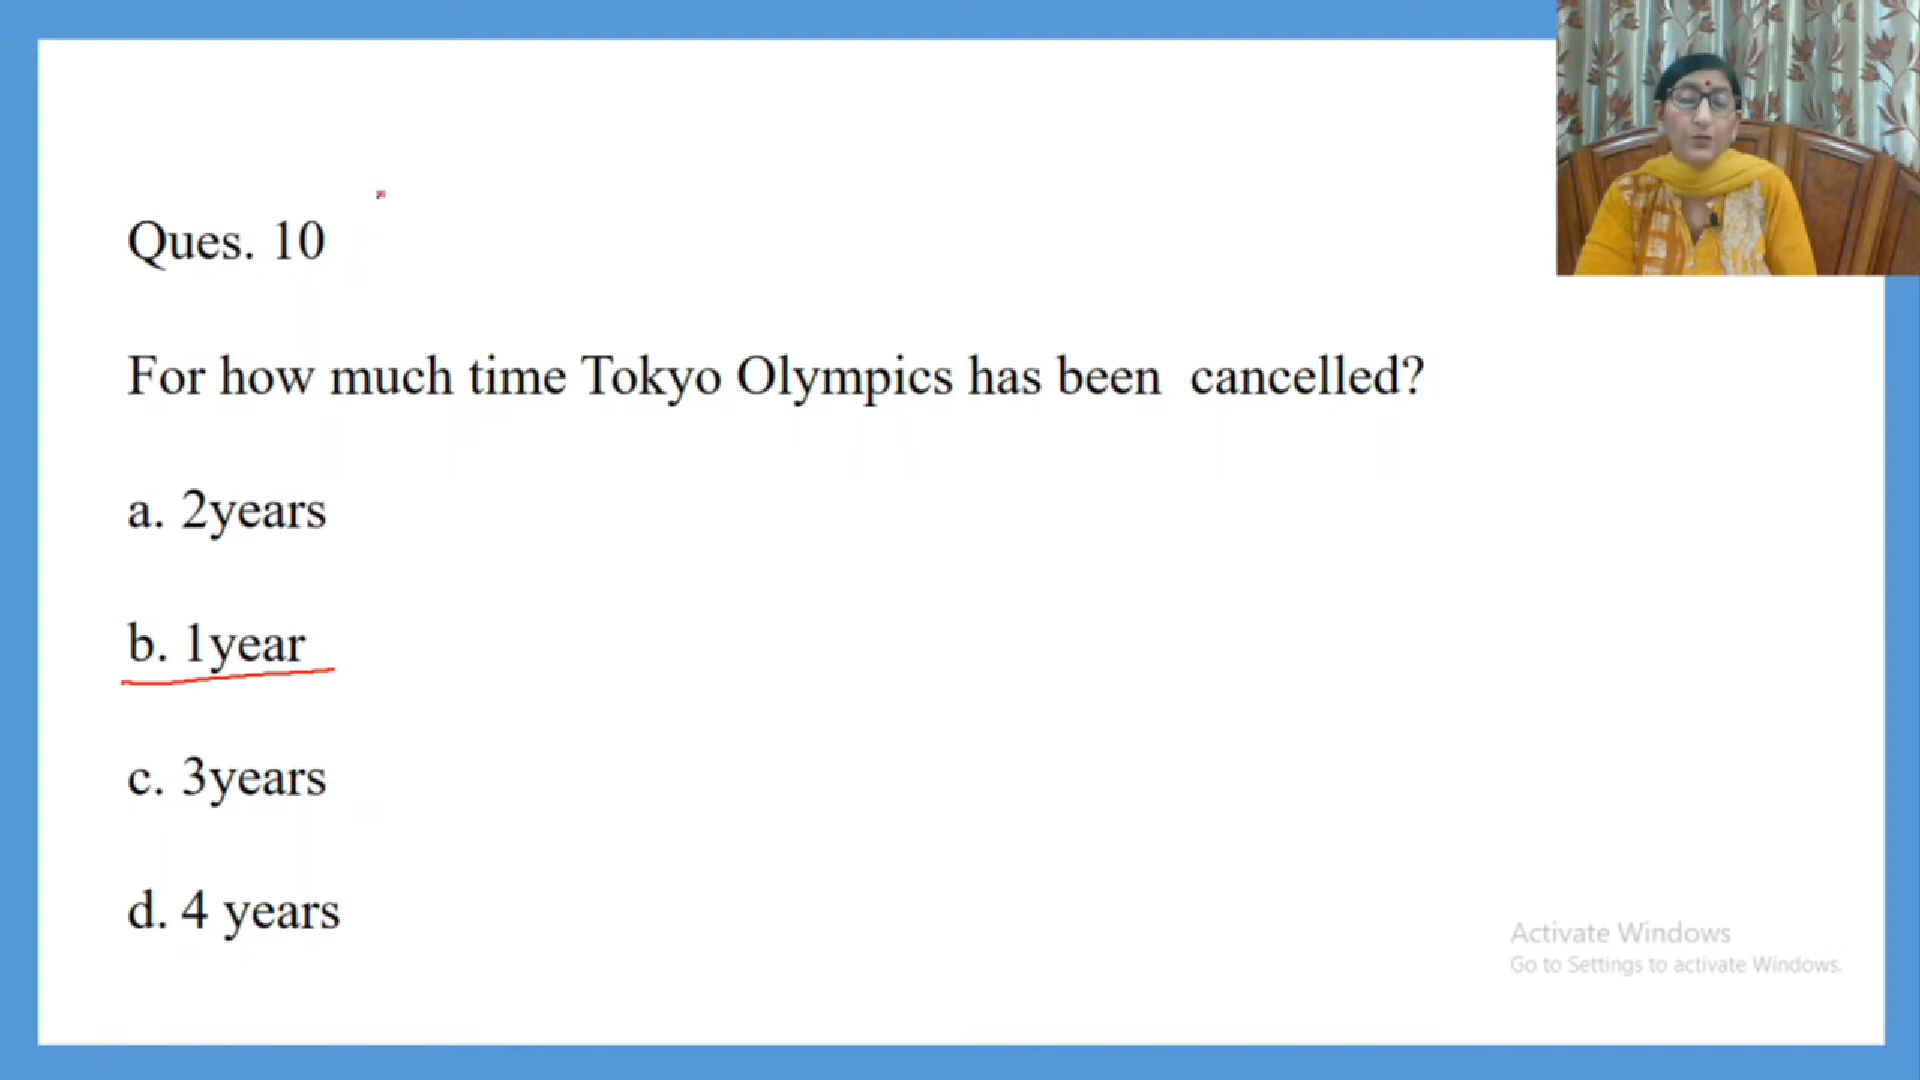 Ques. 10
For how much time Tokyo Olympics has been cancelled?
a. 2years
b. 1year
c. 3years
d. 4 years
Activate Windows
Go to Settings to activate Windows.